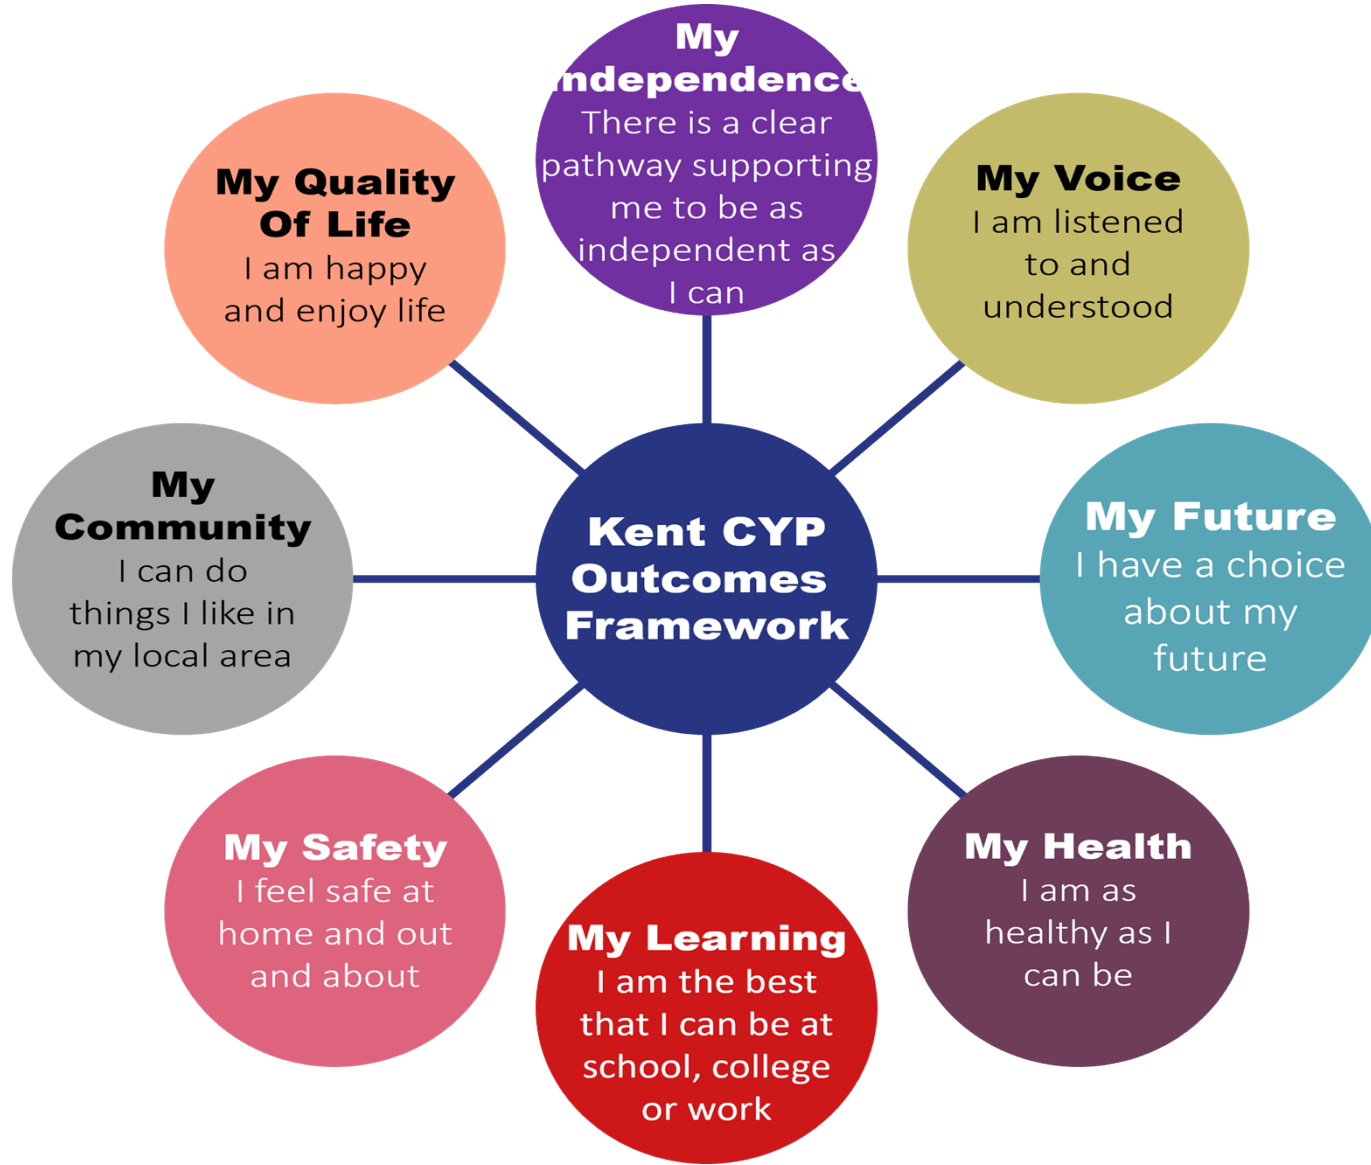 My
Independence
There is a clear
pathway supporting
me to be as
independent as
I can
My Voice
I am listened
to and
understood
My Future
I have a choice
about my
future
My Health
I am as
healthy as I
can be
My Learning
I am the best
that I can be at
school, college
or work
My Safety
I feel safe at
home and out
and about
My
Community
I can do
things I like in
my local area
My Quality
Of Life
I am happy
and enjoy life
Kent CYP
Outcomes
Framework